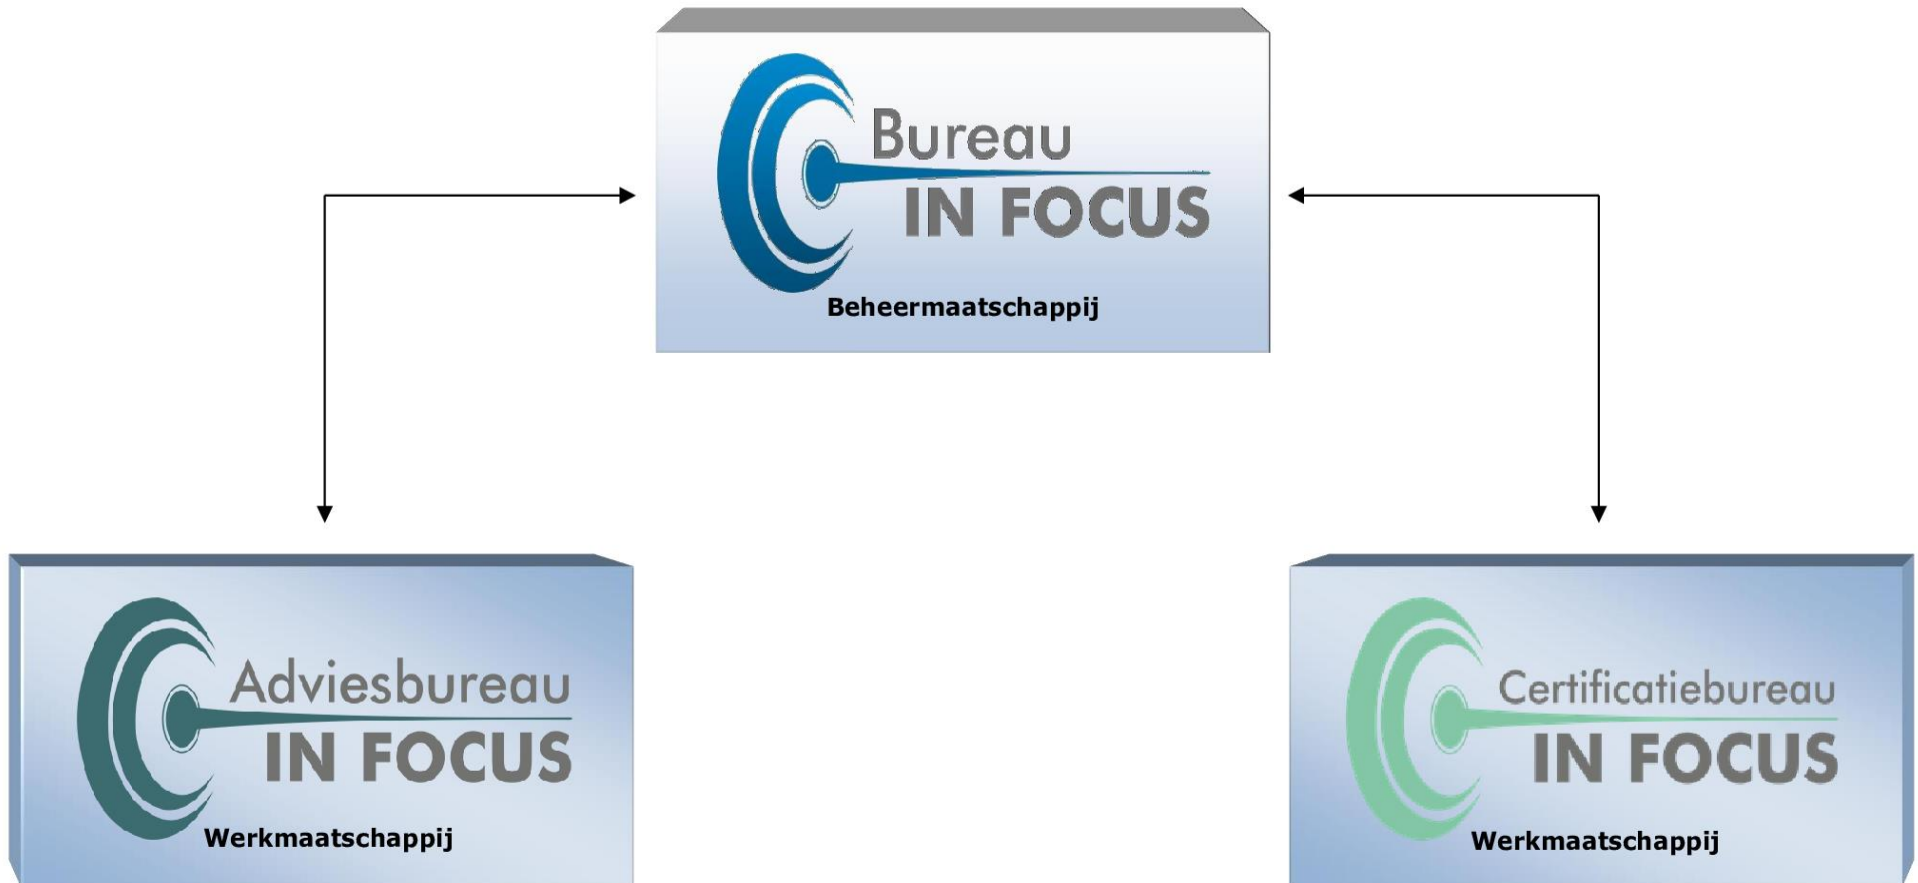 Bureau
IN FOCUS
Beheermaatschappij
Adviesbureau
IN FOCUS
Werkmaatschappij
Certificatiebureau
IN FOCUS
Werkmaatschappij